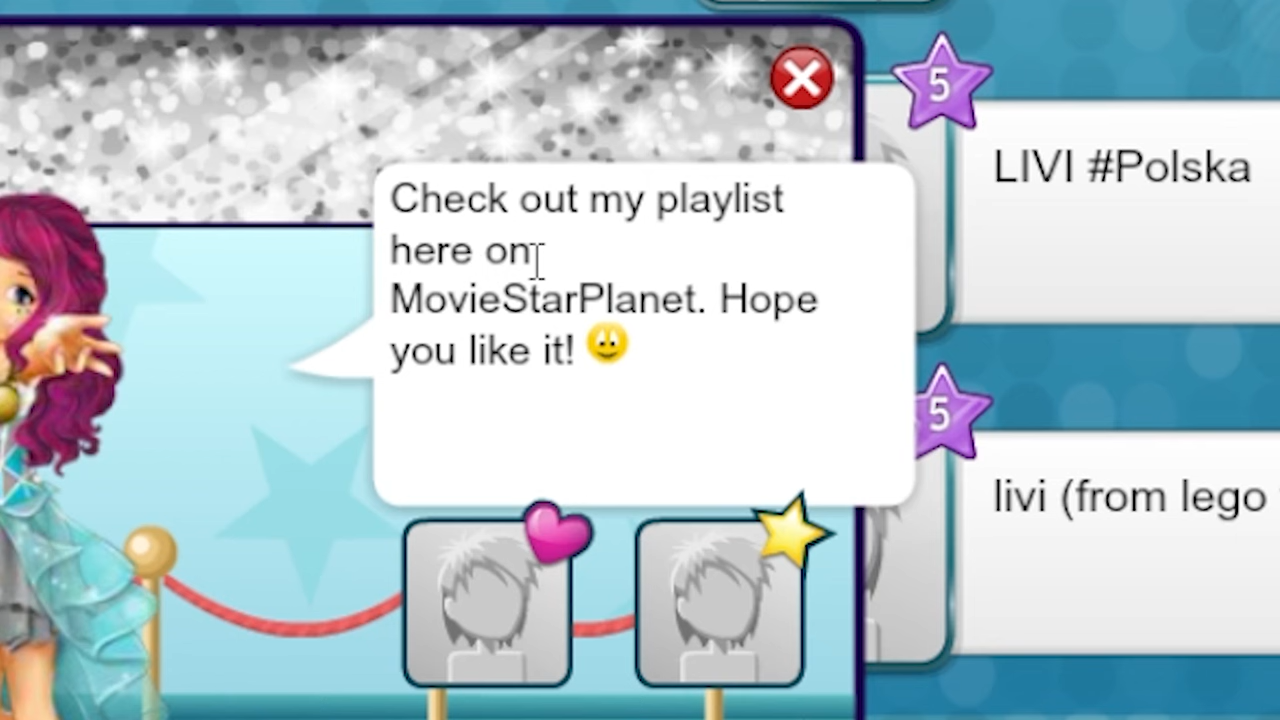 Check out my playlist
here on
MovieStarPlanet. Hope
you like it!
5
LIVI #Polska
5
livi (from lego